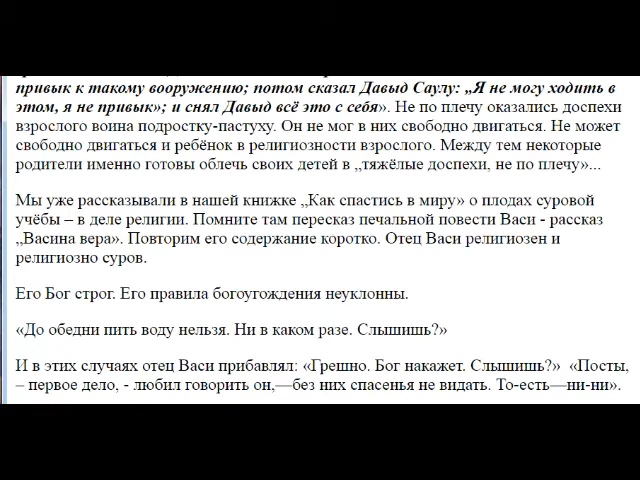 привык к такому вооружению; потом сказал Давыд Саулу: „Я не могу ходить в
этом, я не привык»; и снял Давыд всё это с себя». Не по плечу оказались доспехи
взрослого воина подростку-пастуху. Он не мог в них свободно двигаться. Не может
свободно двигаться и ребёнок в религиозности взрослого. Между тем некоторые
родители именно готовы облечь своих детей в „тяжёлые доспехи, не по плечу»...
Мы уже рассказывали в нашей книжке „Как спастись в миру» о плодах суровой
учёбы – в деле религии. Помните там пересказ печальной повести Васи - рассказ
„Васина вера». Повторим его содержание коротко. Отец Васи религиозен и
религиозно суров.
Его Бог строг. Его правила богоугождения неуклонны.
«До обедни пить воду нельзя. Ни в каком разе. Слышишь?»
И в этих случаях отец Васи прибавлял: «Грешно. Бог накажет. Слышишь?»  «Посты,
– первое дело, - любил говорить он,—без них спасенья не видать. То-есть—ни-ни».